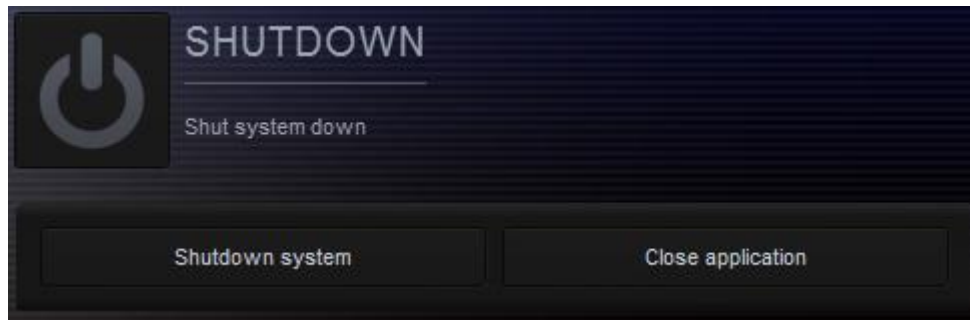 SHUTDOWN
Shut system down
Shutdown system
Close application